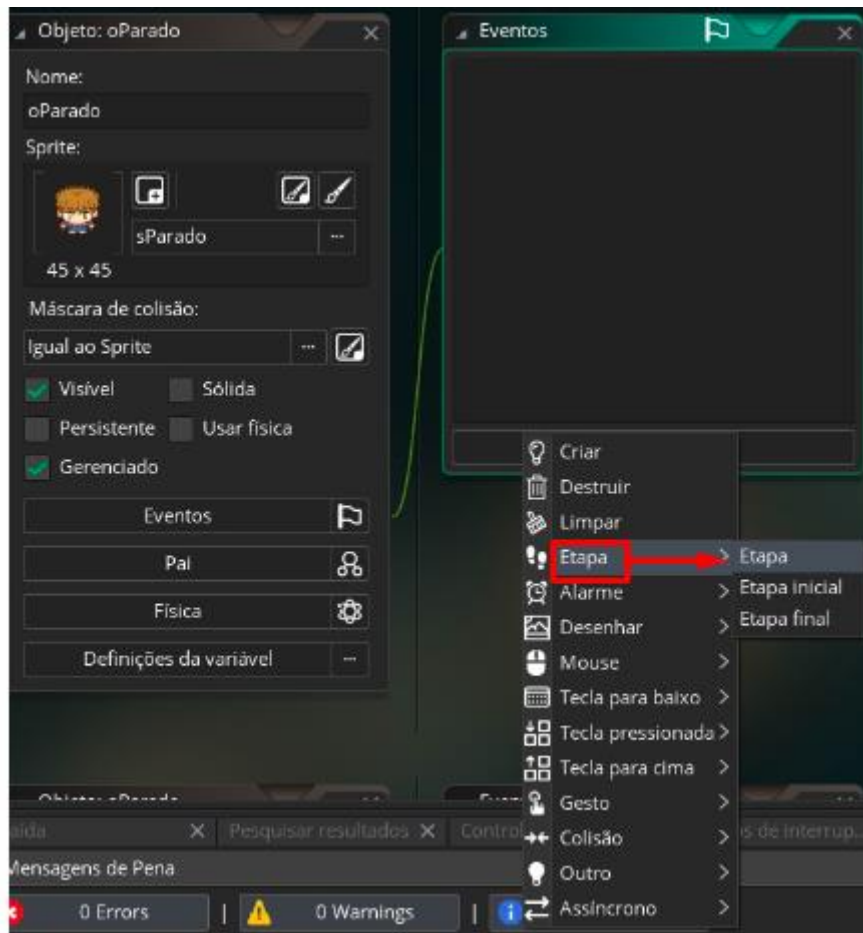 Objeto: oParado
Nome:
oParado
Sprite:
sParado
45 x 45
Máscara de colisão:
Igual ao Sprite
Visível
Sólida
Persistente
Usar física
Gerenciado
Eventos
Pai
Física
Definições da variável
Eventos
Criar
Destruir
Limpar
Etapa
Alarme
Desenhar
Mouse
Tecla para baixo
Tecla pressionada
Tecla para cima
Gesto
Colisão
Outro
Assíncrono
Etapa
Etapa inicial
Etapa final
Objeto: oParado
Pesquisar resultados
Mensagens de Pena
0 Errors
0 Warnings